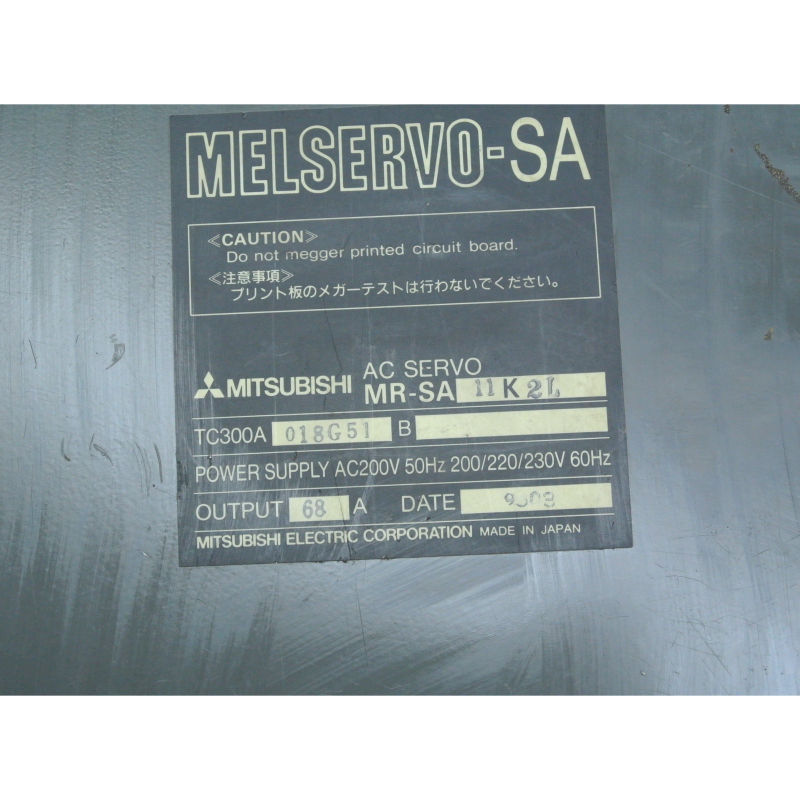 MELSERVO-SA
≪CAUTION≫
Do not megger printed circuit board.
≪注意事項≫
プリント板のメガーテストは行わないでください。
AC SERVO
MITSUBISHI MR-SA 11K2L
TC300A 018G51 B
POWER SUPPLY AC200V 50Hz 200/220/230V 60Hz
OUTPUT 68 A DATE
MITSUBISHI ELECTRIC CORPORATION MADE IN JAPAN